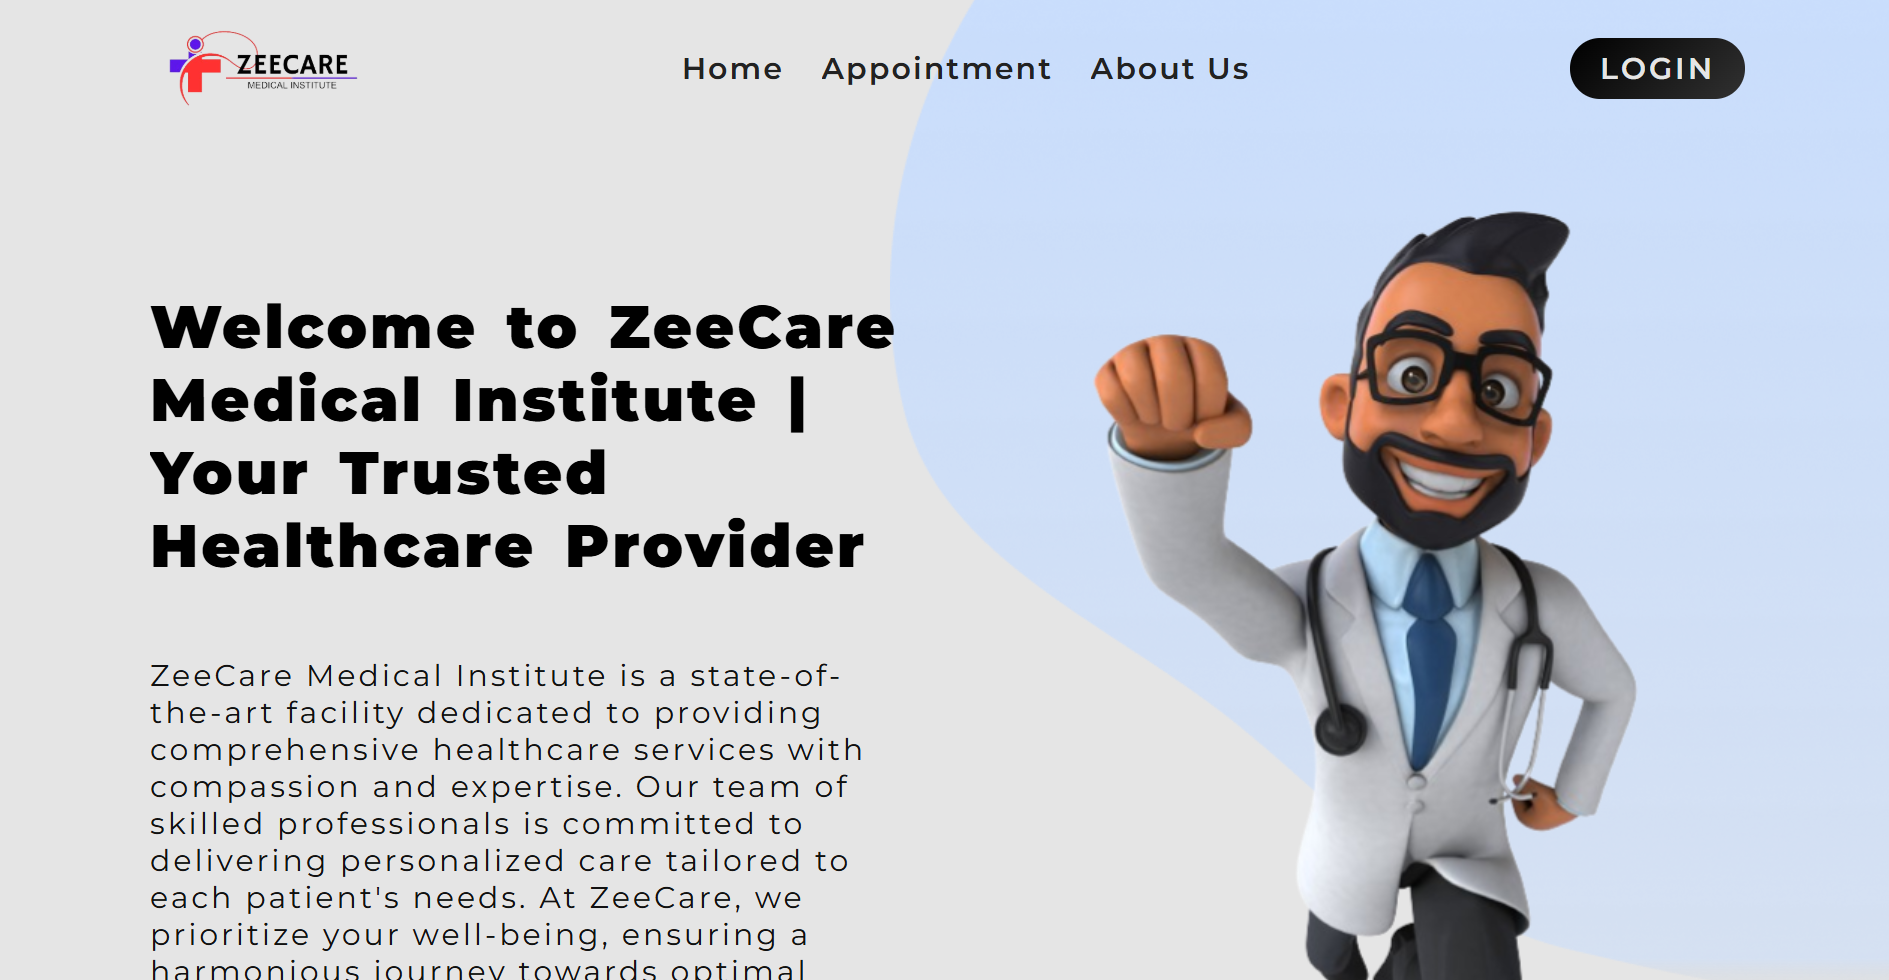 ZEECARE
MEDICAL INSTITUTE
Home Appointment About Us
LOGIN
Welcome to ZeeCare
Medical Institute |
Your Trusted
Healthcare Provider
ZeeCare Medical Institute is a state-of-
the-art facility dedicated to providing
comprehensive healthcare services with
compassion and expertise. Our team of
skilled professionals is committed to
delivering personalized care tailored to
each patient's needs. At ZeeCare, we
prioritize your well-being, ensuring a
harmonious journey towards optimal